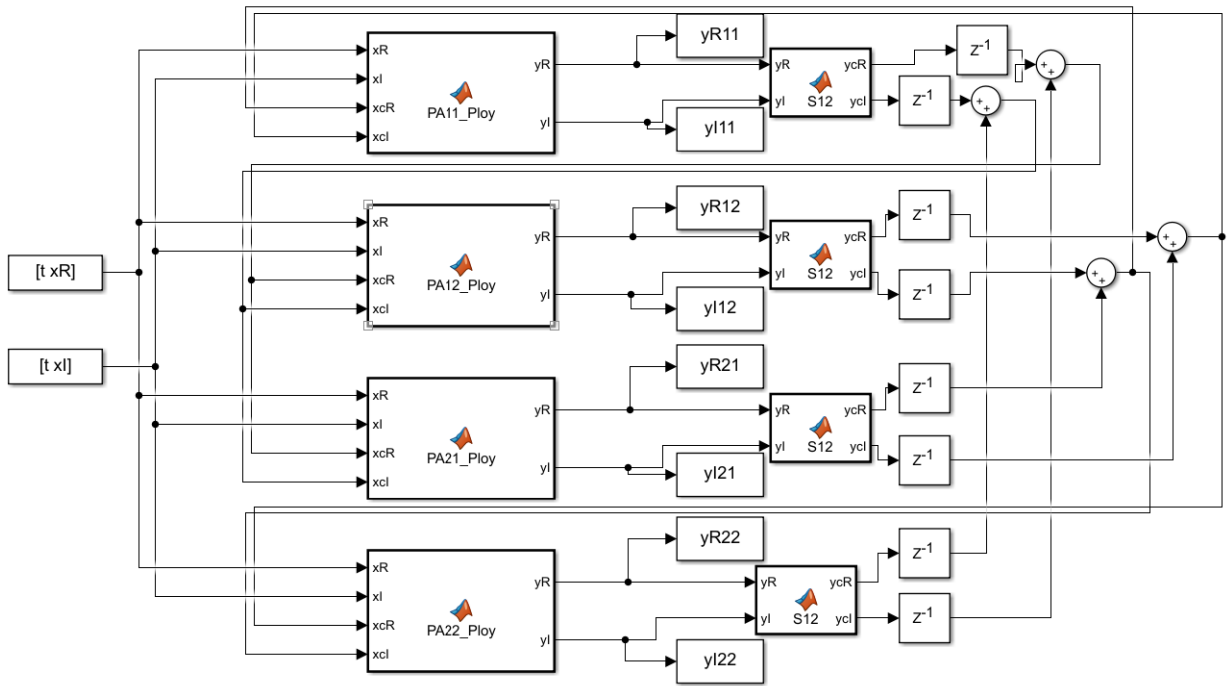 xR
xI
xcR
xcI
PA11_Ploy
yR
yI
yR11
yI11
yR
yI
S12
ycR
ycI
Z-1
Z-1
+
+
+
+
[t xR]
[t xI]
xR
xI
xcR
xcI
PA12_Ploy
yR
yI
yR12
yI12
yR
yI
S12
ycR
ycI
Z-1
Z-1
+
+
+
+
xR
xI
xcR
xcI
PA21_Ploy
yR
yI
yR21
yI21
yR
yI
S12
ycR
ycI
Z-1
Z-1
xR
xI
xcR
xcI
PA22_Ploy
yR
yI
yR22
yI22
yR
yI
S12
ycR
ycI
Z-1
Z-1